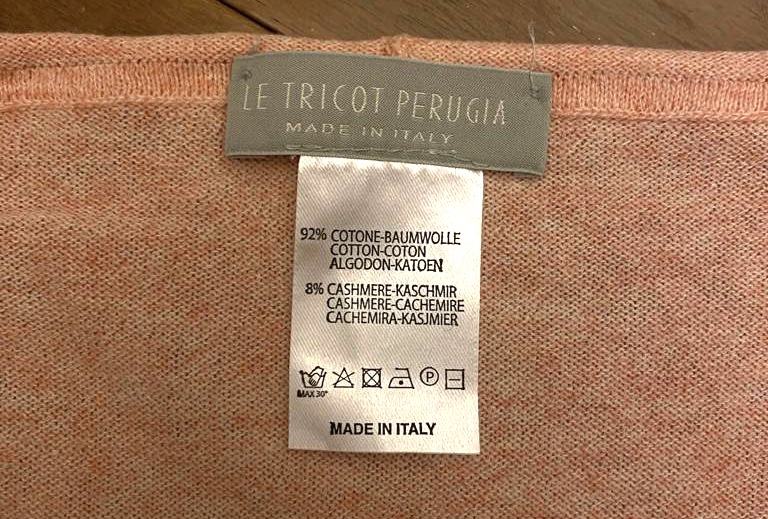 LE TRICOT PERUGIA
MADE IN ITALY
92% COTONE-BAUMWOLLE
COTTON-COTON
ALGODON-KATOEN
8% CASHMERE-KASCHMIR
CASHMERE-CACHEMIRE
CACHEMIRA-KASJMIER
P
MAX 30°
MADE IN ITALY